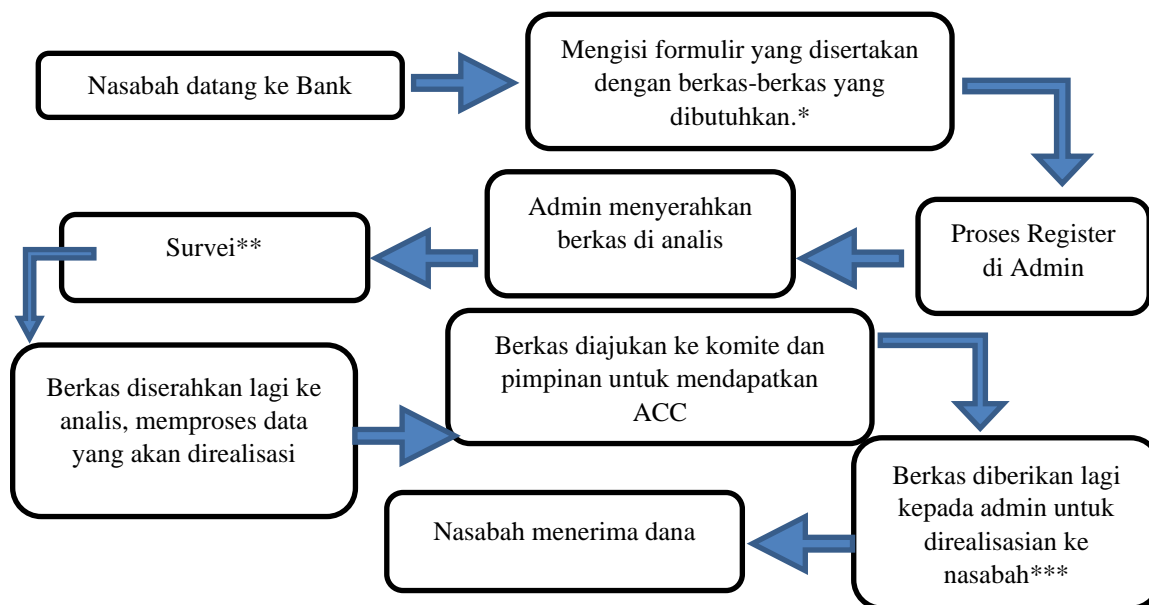 Nasabah datang ke Bank
Mengisi formulir yang disertakan
dengan berkas-berkas yang
dibutuhkan.*
Proses Register
di Admin
Admin menyerahkan
berkas di analis
Survei**
Berkas diserahkan lagi ke
analis, memproses data
yang akan direalisasi
Berkas diajukan ke komite dan
pimpinan untuk mendapatkan
ACC
Berkas diberikan lagi
kepada admin untuk
direalisasian ke
nasabah***
Nasabah menerima dana